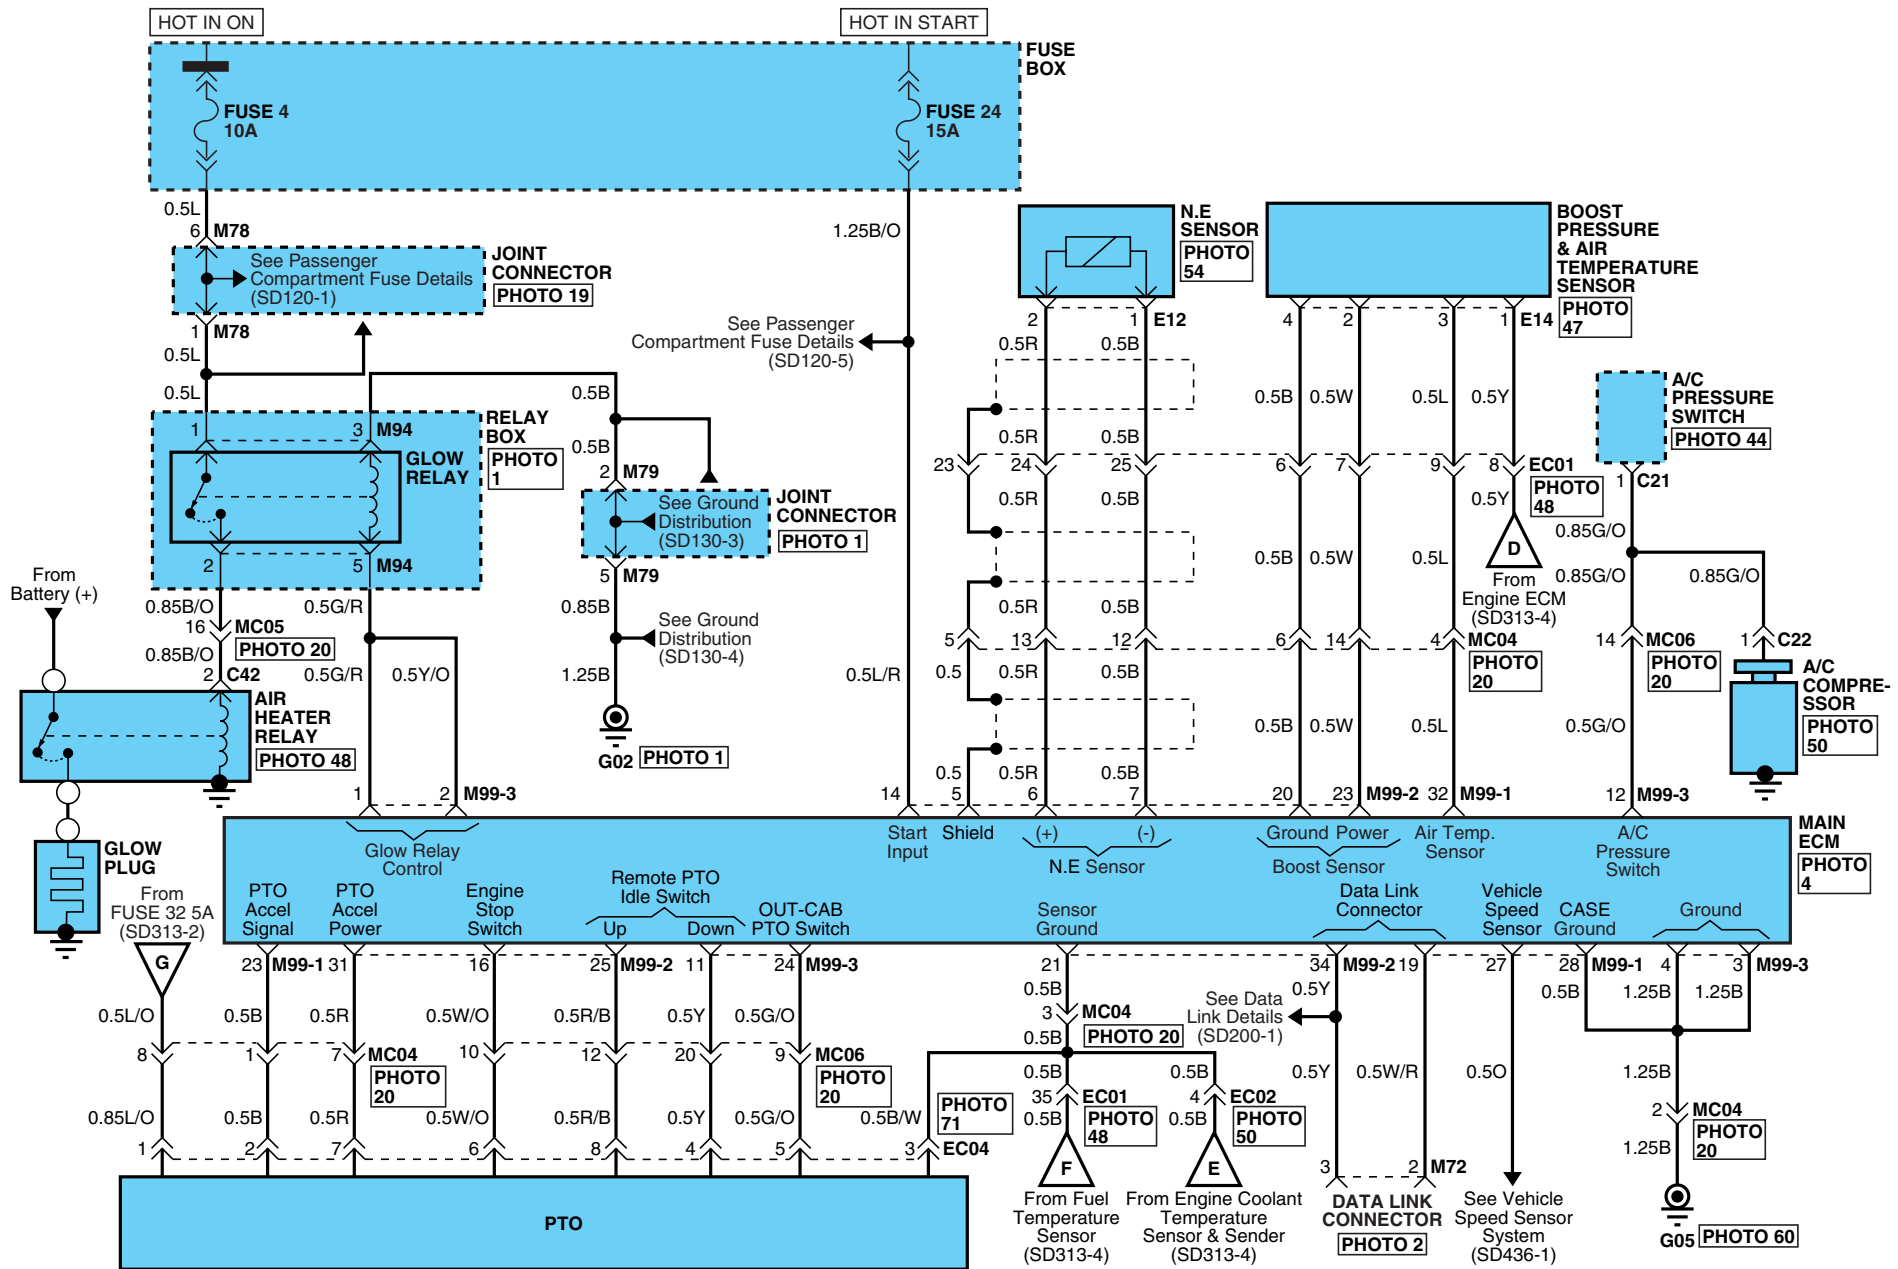 HOT IN ON
HOT IN START
FUSE
BOX
FUSE 4
10A
FUSE 24
15A
0.5L
6 M78
See Passenger
Compartment Fuse Details
(SD120-1)
JOINT
CONNECTOR
PHOTO 19
1 M78
0.5L
0.5L
1.25B/O
See Passenger
Compartment Fuse Details
(SD120-5)
N.E
SENSOR
PHOTO
54
2 1 E12
BOOST
PRESSURE
& AIR
TEMPERATURE
SENSOR
PHOTO
47
4 2 3 1 E14
0.5R 0.5B
0.5B 0.5W 0.5L 0.5Y
A/C
PRESSURE
SWITCH
PHOTO 44
1 C21
RELAY
BOX
PHOTO
1
1 3 M94
GLOW
RELAY
2 5 M94
0.5B
0.5B
2 M79
See Ground
Distribution
(SD130-3)
JOINT
CONNECTOR
PHOTO 1
5 M79
0.85B
See Ground
Distribution
(SD130-4)
1.25B
G02 PHOTO 1
0.5R 0.5B
23 24 25 6 7 9 8 EC01
PHOTO
48
0.5R 0.5B 0.5Y
0.85G/O
D
From
Engine ECM
(SD313-4)
0.5B 0.5W 0.5L
0.85G/O 0.85G/O
0.5R 0.5B
5 13 12 6 14 4 MC04
PHOTO
20
14 MC06
PHOTO
20
1 C22
A/C
COMPRE-
SSOR
PHOTO
50
From
Battery (+)
0.85B/O 0.5G/R
16 MC05
PHOTO 20
0.85B/O 0.5G/R 0.5Y/O
2 C42
AIR
HEATER
RELAY
PHOTO 48
0.5L/R
0.5 0.5R 0.5B
0.5B 0.5W 0.5L 0.5G/O
0.5 0.5R 0.5B
1 2 M99-3
14 5 6 7 20 23 M99-2 32 M99-1 12 M99-3
GLOW
PLUG
Glow Relay
Control
Start
Input
Shield
(+) (-)
N.E Sensor
Ground Power
Boost Sensor
Air Temp.
Sensor
A/C
Pressure
Switch
MAIN
ECM
PHOTO
4
From
FUSE 32 5A
(SD313-2)
G
PTO
Accel
Signal
PTO
Accel
Power
Engine
Stop
Switch
Remote PTO
Idle Switch
Up Down
OUT-CAB
PTO Switch
Sensor
Ground
Data Link
Connector
Vehicle
Speed
Sensor
CASE
Ground
Ground
23 M99-1 31 16 25 M99-2 11 24 M99-3
21 34 M99-2 19 27 28 M99-1 4 3 M99-3
0.5L/O 0.5B 0.5R 0.5W/O 0.5R/B 0.5Y 0.5G/O
0.5B
3 MC04
PHOTO 20
0.5B
See Data
Link Details
(SD200-1)
0.5Y
0.5B 1.25B 1.25B
8 1 7 MC04
PHOTO
20
10 12 20 9 MC06
PHOTO
20
0.5B 0.5B
0.5Y 0.5W/R 0.5O 1.25B
0.85L/O 0.5B 0.5R 0.5W/O 0.5R/B 0.5Y 0.5G/O 0.5B/W
PHOTO
71
35 EC01
PHOTO
48
0.5B
4 EC02
PHOTO
50
0.5B
2 MC04
PHOTO
20
1.25B
1 2 7 6 8 4 5 3 EC04
F
From Fuel
Temperature
Sensor
(SD313-4)
E
From Engine Coolant
Temperature
Sensor & Sender
(SD313-4)
3 2 M72
DATA LINK
CONNECTOR
PHOTO 2
See Vehicle
Speed Sensor
System
(SD436-1)
G05 PHOTO 60
PTO